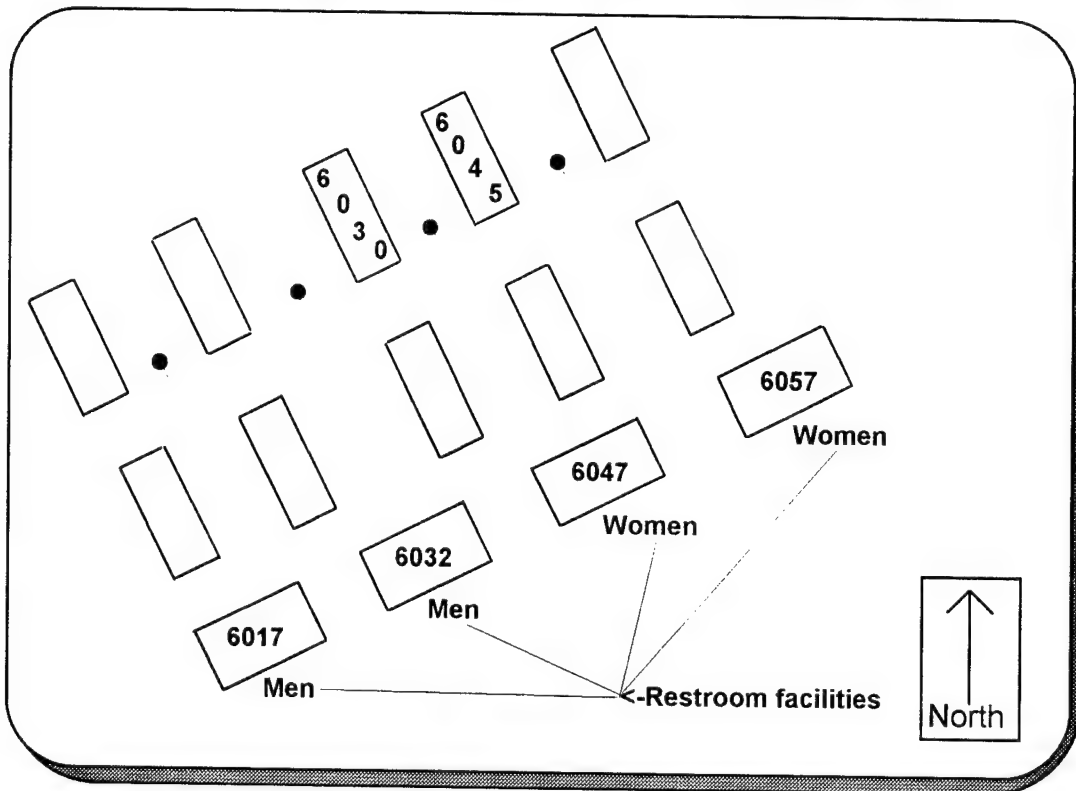 6045
6030
6057
Women
6047
Women
6032
Men
6017
Men
<-Restroom facilities
North